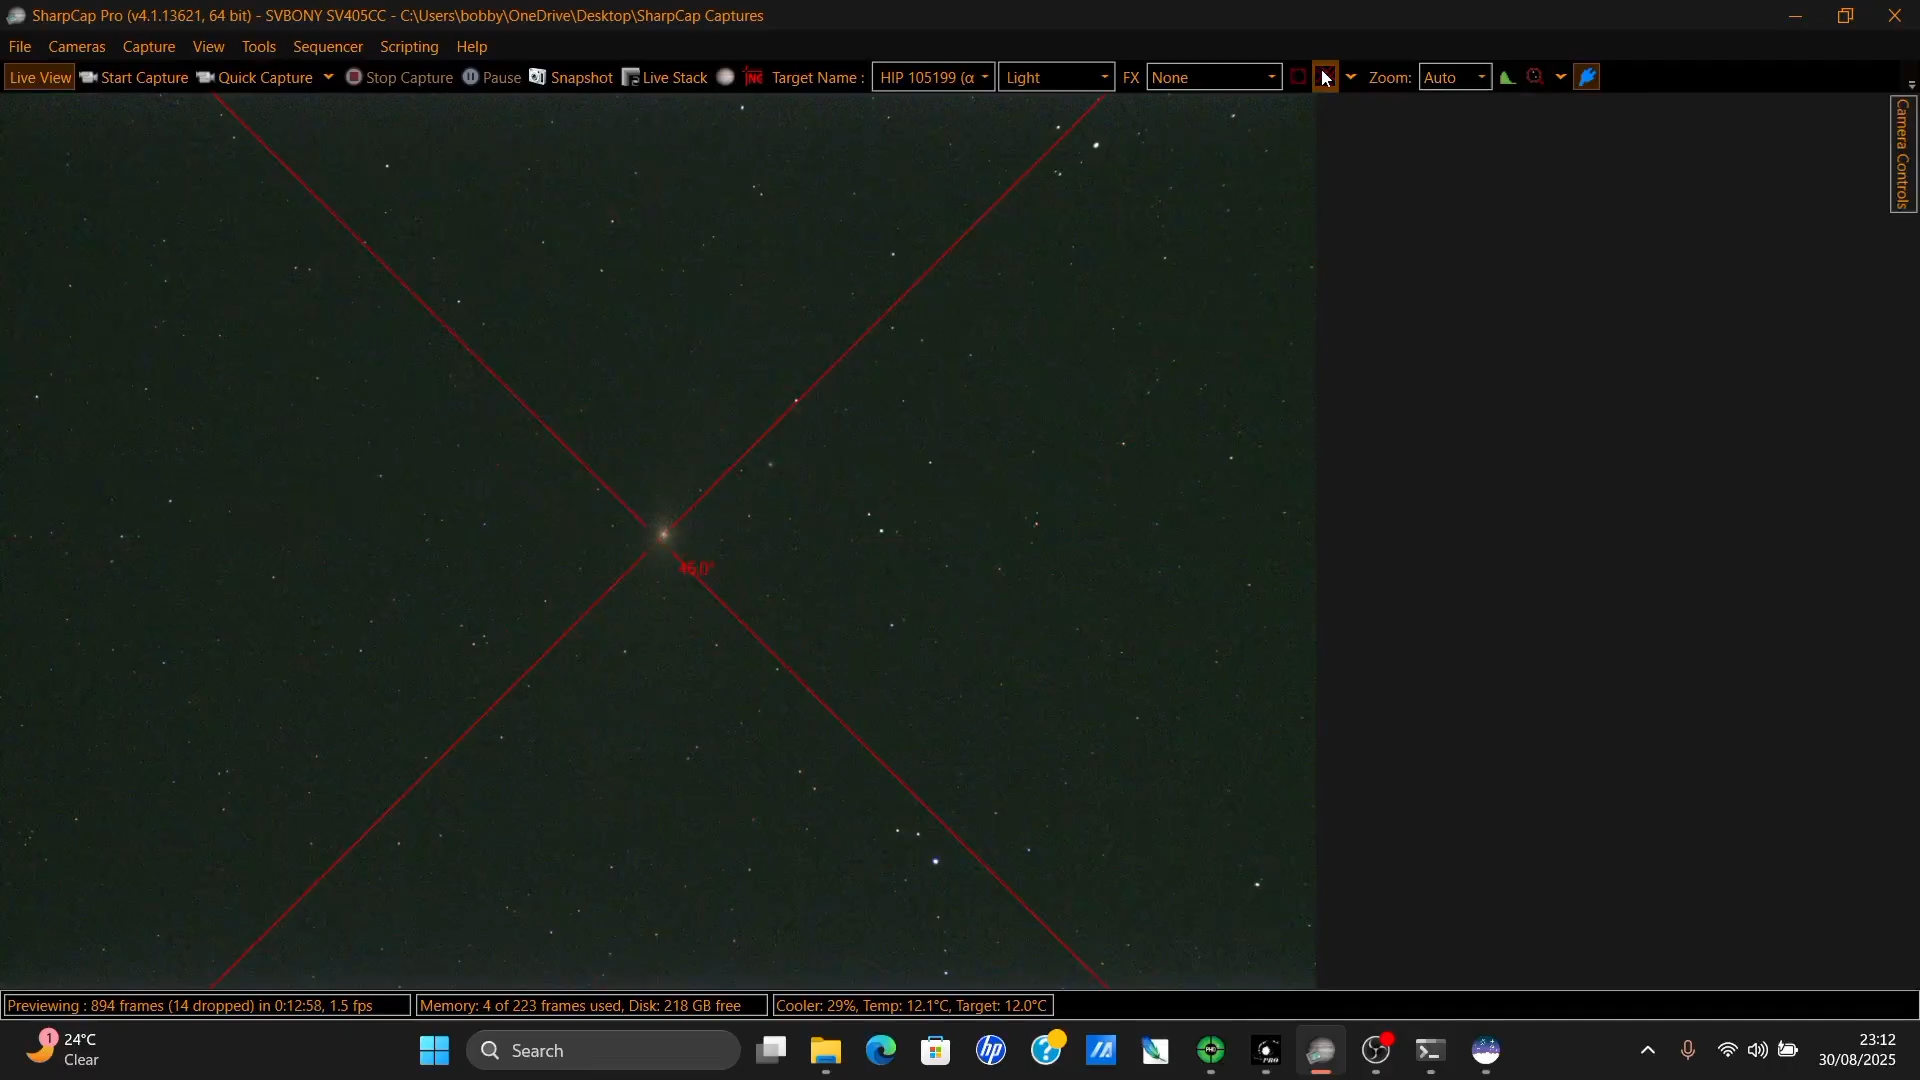 SharpCap Pro (v4.1.13621, 64 bit) - SVBONY SV405CC - C:\Users\bobby\OneDrive\Desktop\SharpCap Captures
File Cameras Capture View Tools Sequencer Scripting Help
Live View Start Capture Quick Capture Stop Capture Pause Snapshot Live Stack Target Name : HIP 105199 (α Light FX None Zoom: Auto
Camera Controls
Previewing : 894 frames (14 dropped) in 0:12:58, 1.5 fps Memory: 4 of 223 frames used, Disk: 218 GB free Cooler: 29%, Temp: 12.1°C, Target: 12.0°C
1 24°C
Clear
Search
hp
PHD
PRO
23:12
30/08/2025